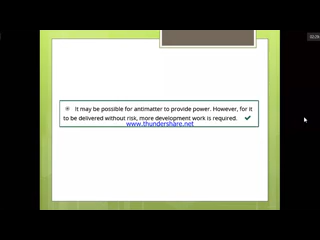 It may be possible for antimatter to provide power. However, for it
to be delivered without risk, more development work is required.
www.thundershare.net